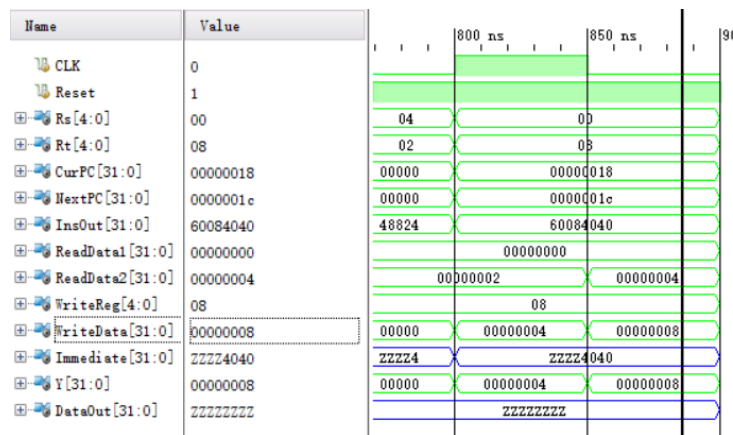 Name Value 800 ns 850 ns
CLK 0
Reset 1
Rs[4:0] 00 04 00
Rt[4:0] 08 02 08
CurPC[31:0] 00000018 00000 00000018
NextPC[31:0] 0000001c 00000 0000001c
InsOut[31:0] 60084040 48824 60084040
ReadData1[31:0] 00000000 00000000
ReadData2[31:0] 00000004 00000002 00000004
WriteReg[4:0] 08 08
WriteData[31:0] 00000008 00000 00000004 00000008
Immediate[31:0] ZZZZ4040 ZZZZ4 ZZZZ4040
Y[31:0] 00000008 00000 00000004 00000008
DataOut[31:0] ZZZZZZZZ ZZZZZZZZ